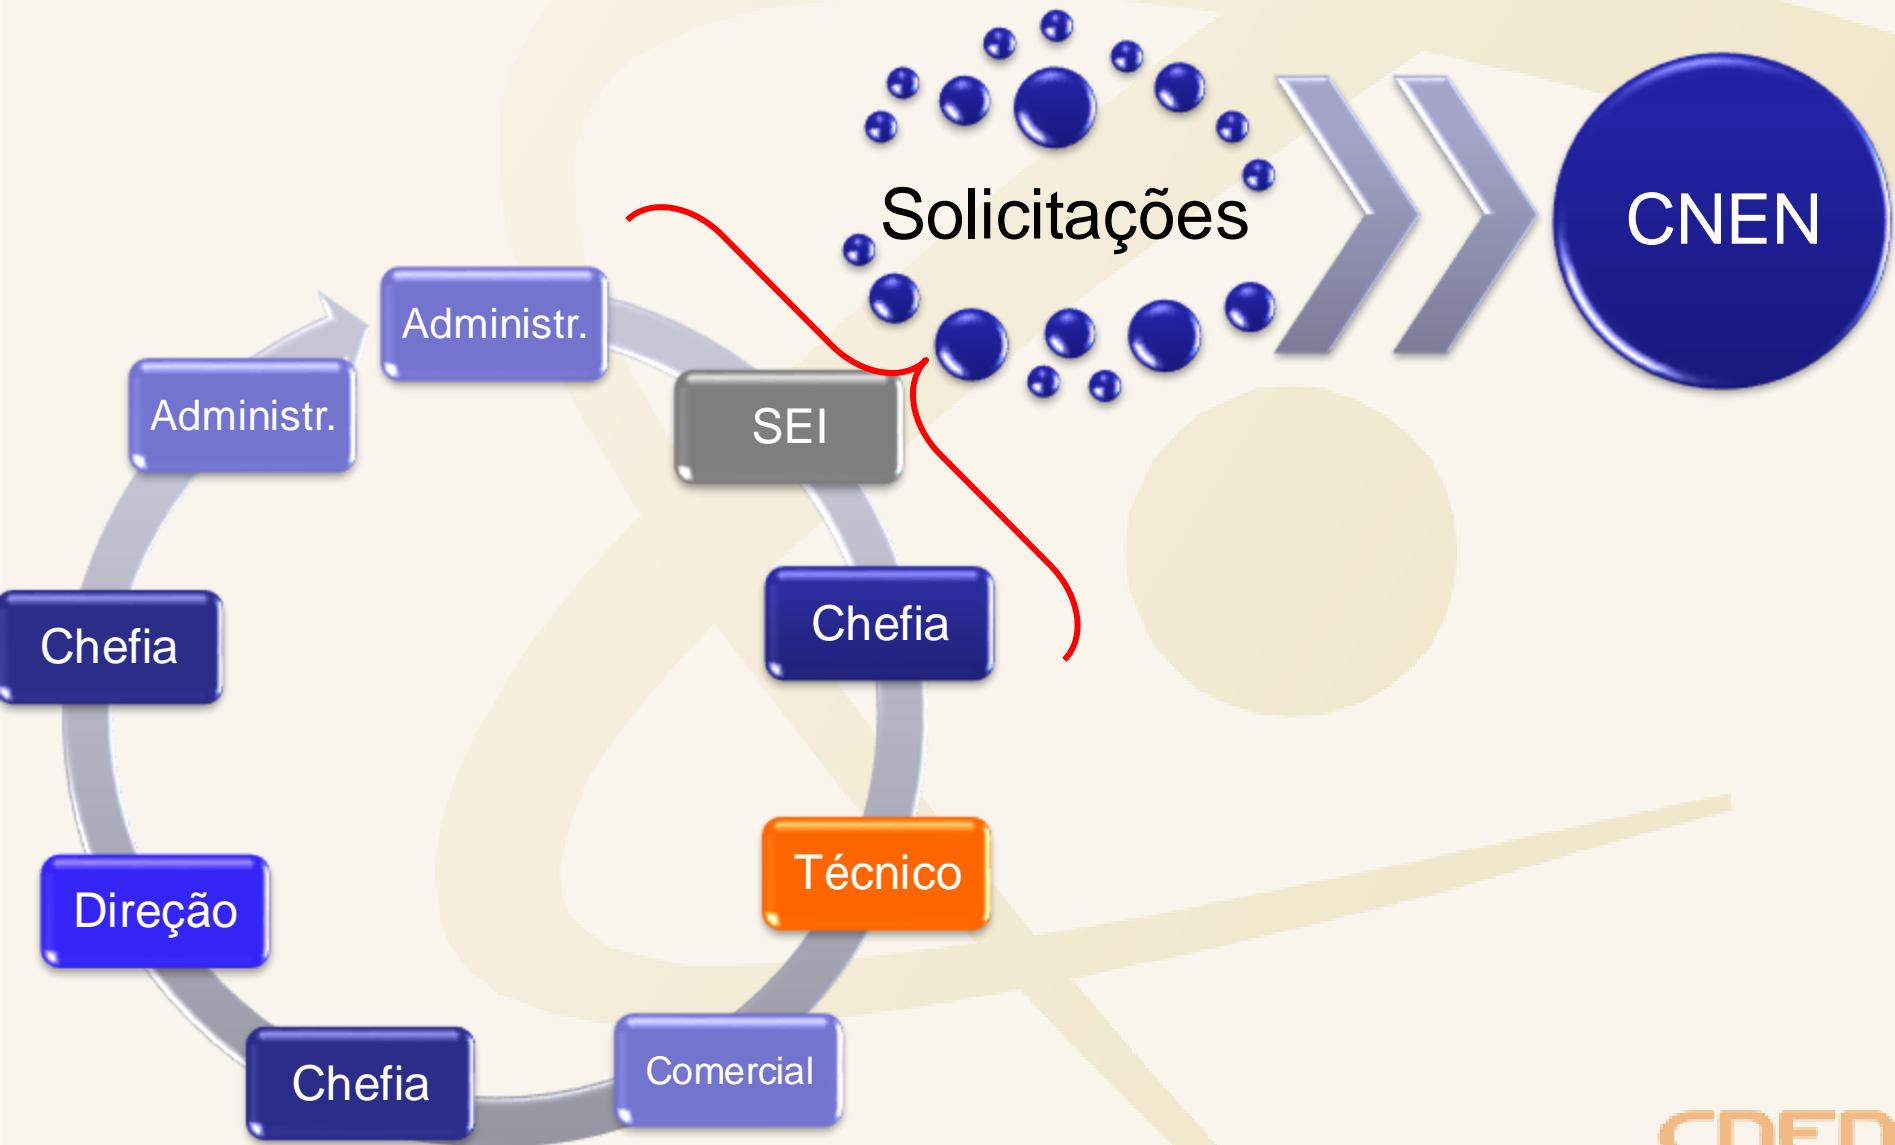 Solicitações
CNEN
Administr.
SEI
Chefia
Técnico
Comercial
Chefia
Direção
Chefia
Administr.